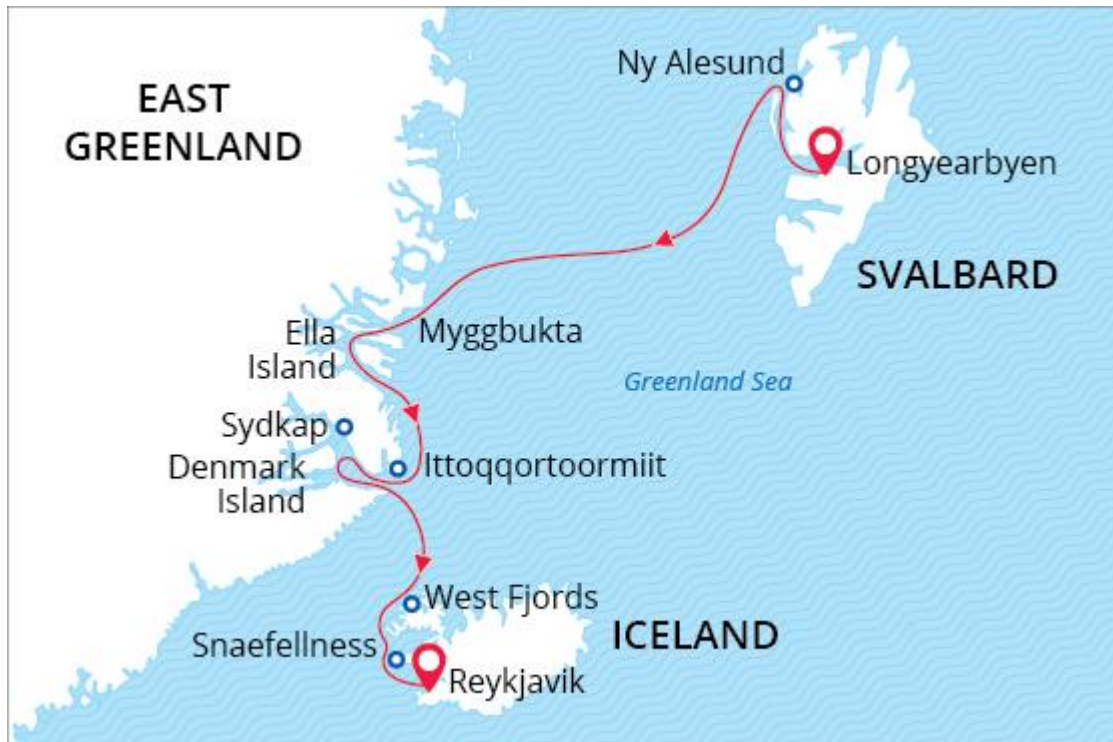 Ny Alesund
EAST
GREENLAND
Longyearbyen
SVALBARD
Ella
Island
Myggbukta
Greenland Sea
Sydkap
Denmark
Island
Ittoqqortoormiit
West Fjords
ICELAND
Snaefellness
Reykjavik